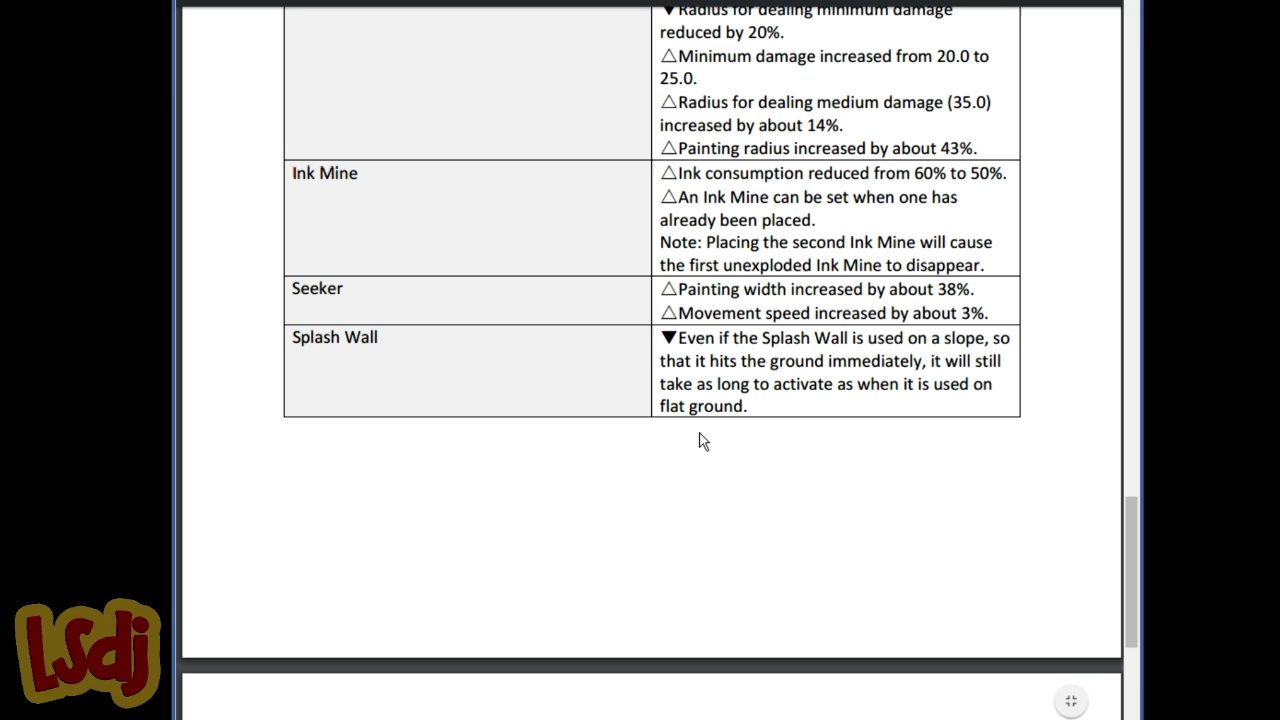 ▼Radius for dealing minimum damage
reduced by 20%.
△Minimum damage increased from 20.0 to
25.0.
△Radius for dealing medium damage (35.0)
increased by about 14%.
△Painting radius increased by about 43%.
Ink Mine
△Ink consumption reduced from 60% to 50%.
△An Ink Mine can be set when one has
already been placed.
Note: Placing the second Ink Mine will cause
the first unexploded Ink Mine to disappear.
Seeker
△Painting width increased by about 38%.
△Movement speed increased by about 3%.
Splash Wall
▼Even if the Splash Wall is used on a slope, so
that it hits the ground immediately, it will still
take as long to activate as when it is used on
flat ground.
LSdj